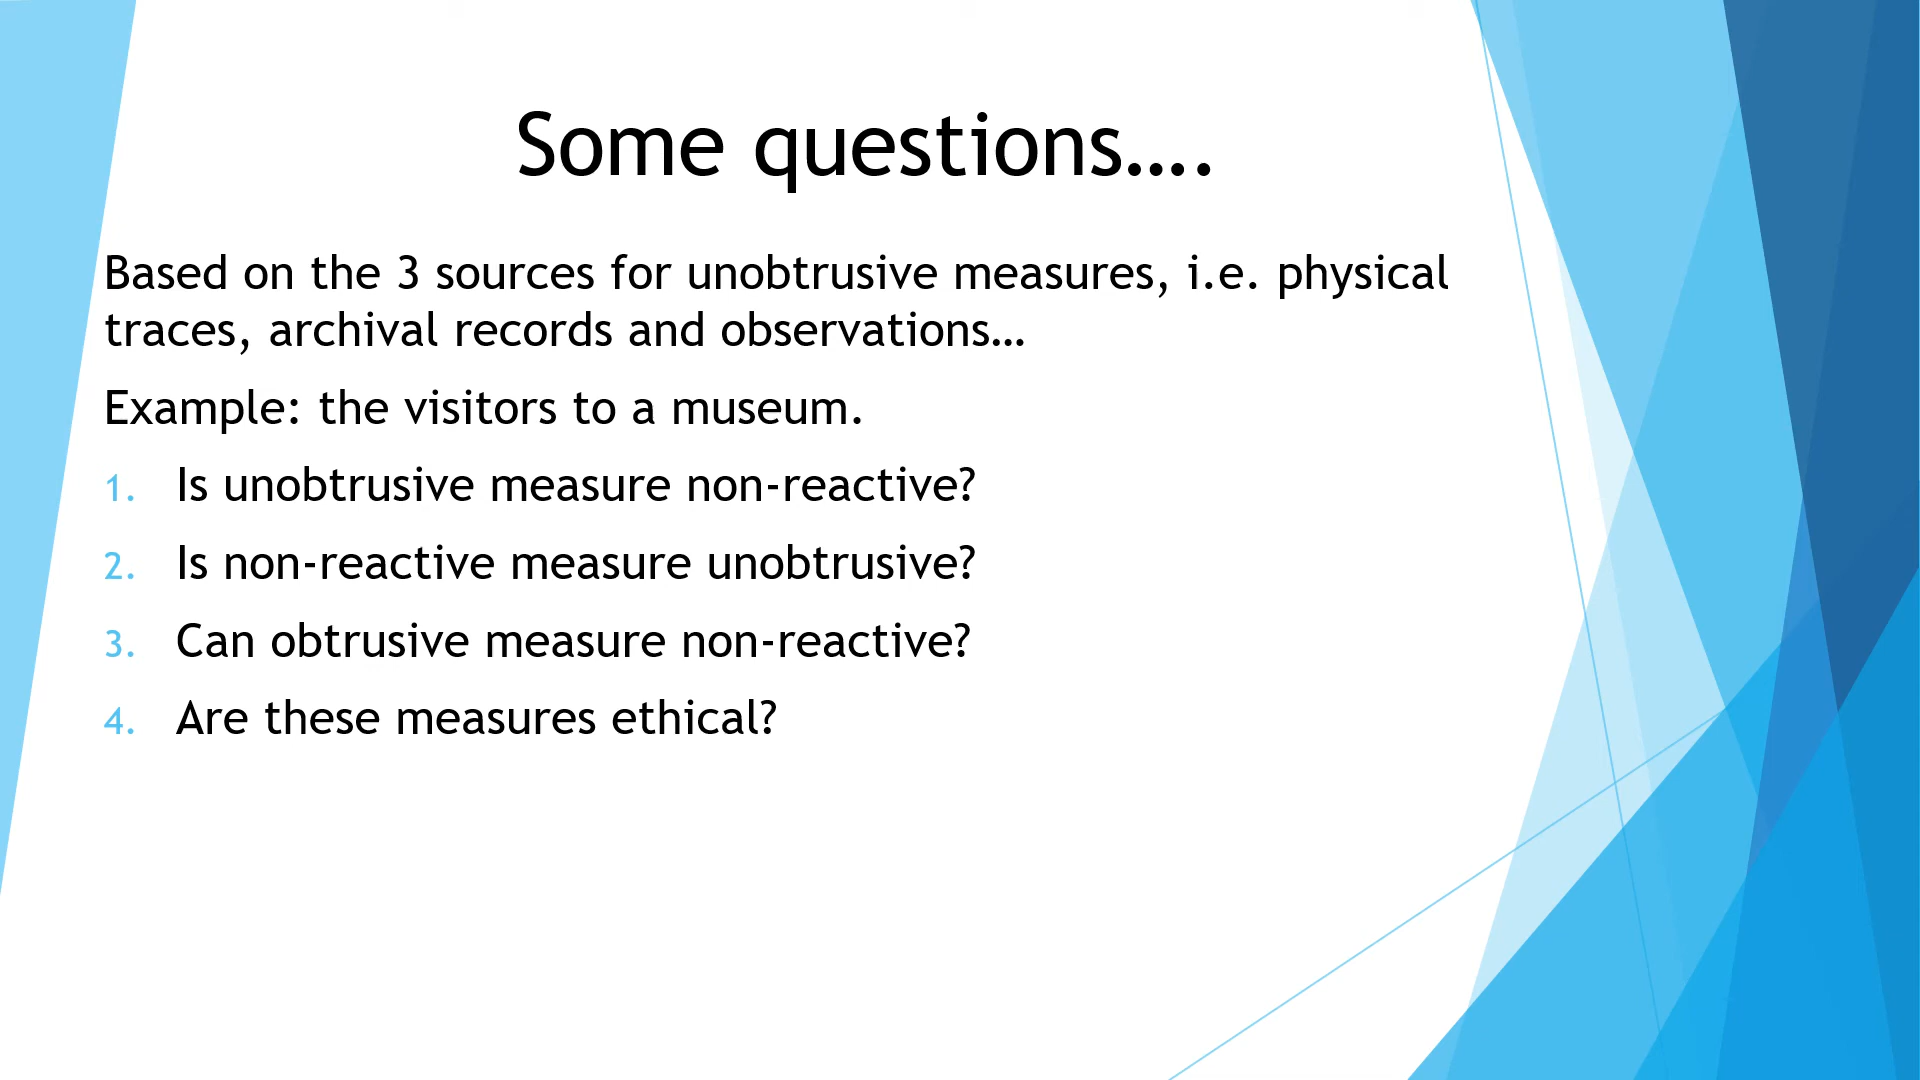 Some questions….
Based on the 3 sources for unobtrusive measures, i.e. physical
traces, archival records and observations…
Example: the visitors to a museum.
1. Is unobtrusive measure non-reactive?
2. Is non-reactive measure unobtrusive?
3. Can obtrusive measure non-reactive?
4. Are these measures ethical?